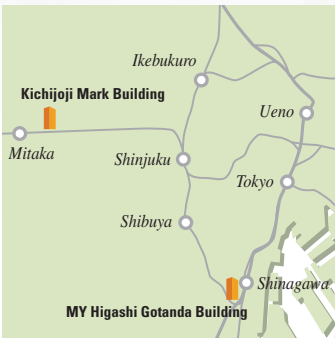 Ikebukuro
Kichijoji Mark Building
Ueno
Mitaka
Shinjuku
Tokyo
Shibuya
Shinagawa
MY Higashi Gotanda Building